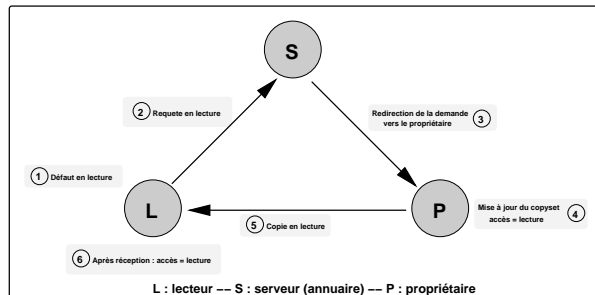 S
2 Requete en lecture
Redirection de la demande
vers le propriétaire 3
1 Défaut en lecture
L
P
Mise à jour du copyset
accès = lecture 4
5 Copie en lecture
6 Après réception : accès = lecture
L : lecteur −− S : serveur (annuaire) −− P : propriétaire